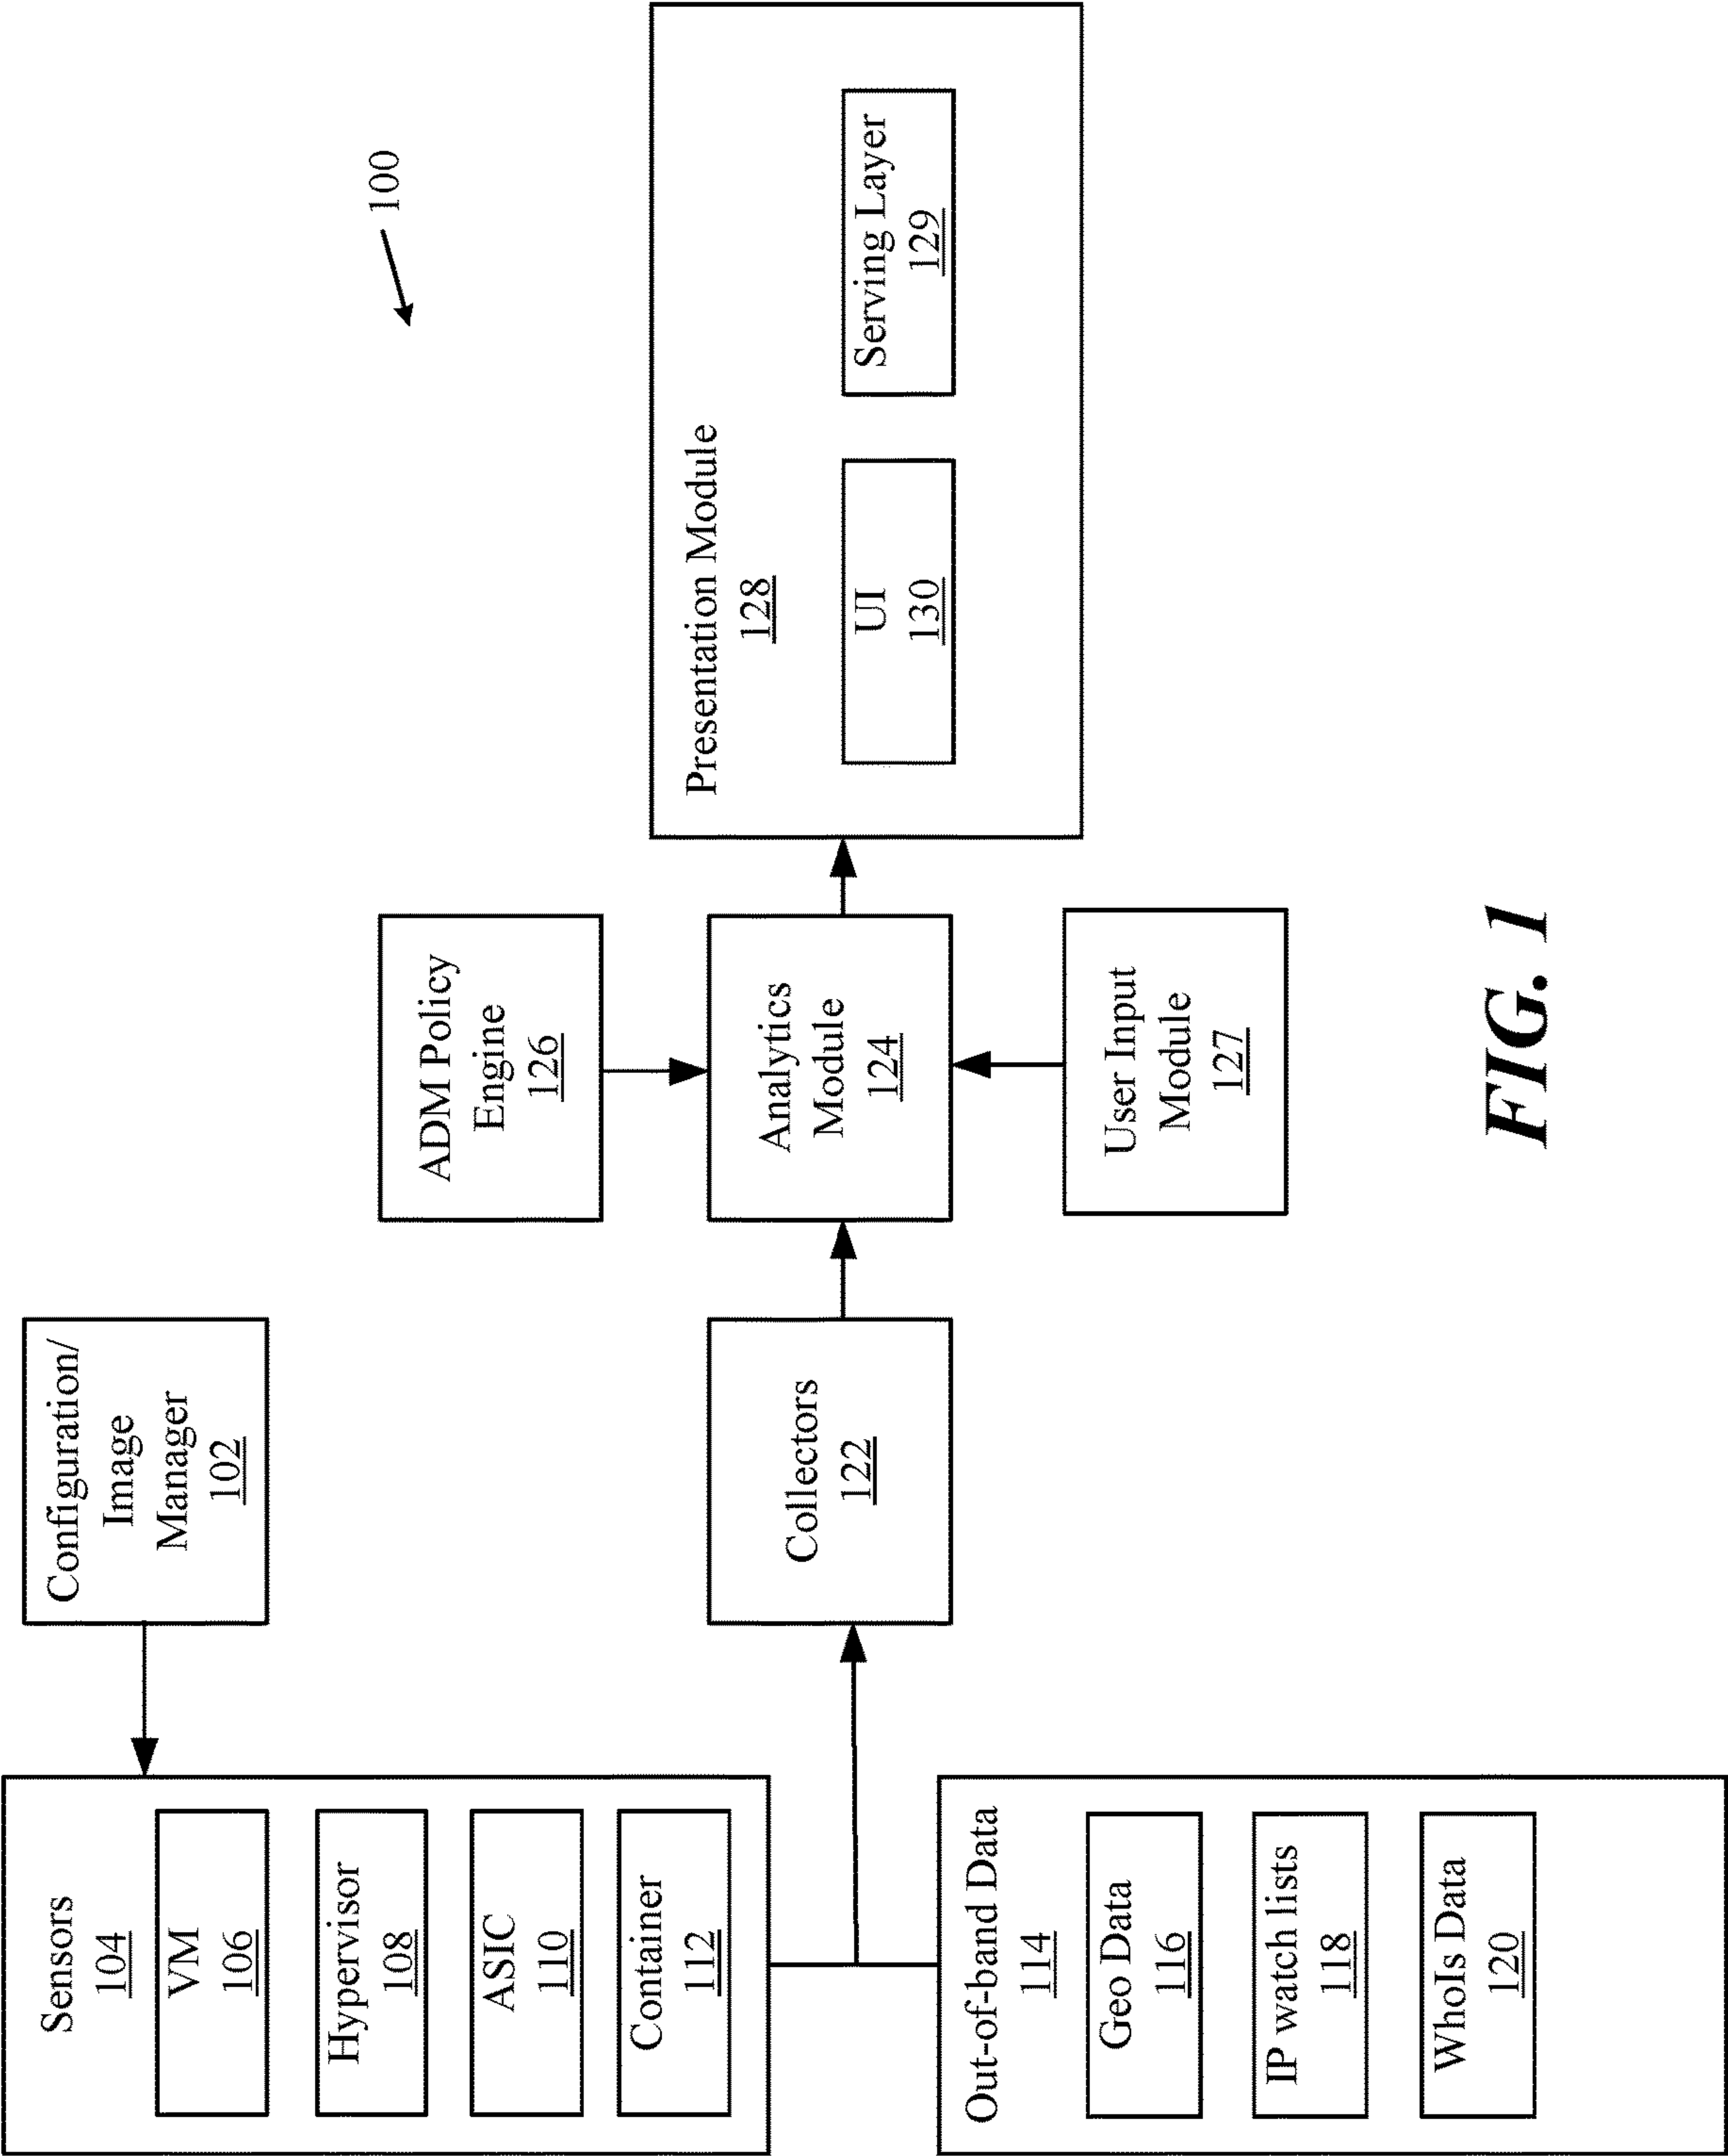 100
Configuration/
Image
Manager
102
Sensors
104
VM
106
Hypervisor
108
ASIC
110
Container
112
Out-of-band Data
114
Geo Data
116
IP watch lists
118
WhoIs Data
120
Collectors
122
ADM Policy
Engine
126
Analytics
Module
124
User Input
Module
127
Presentation Module
128
UI
130
Serving Layer
129
FIG. 1